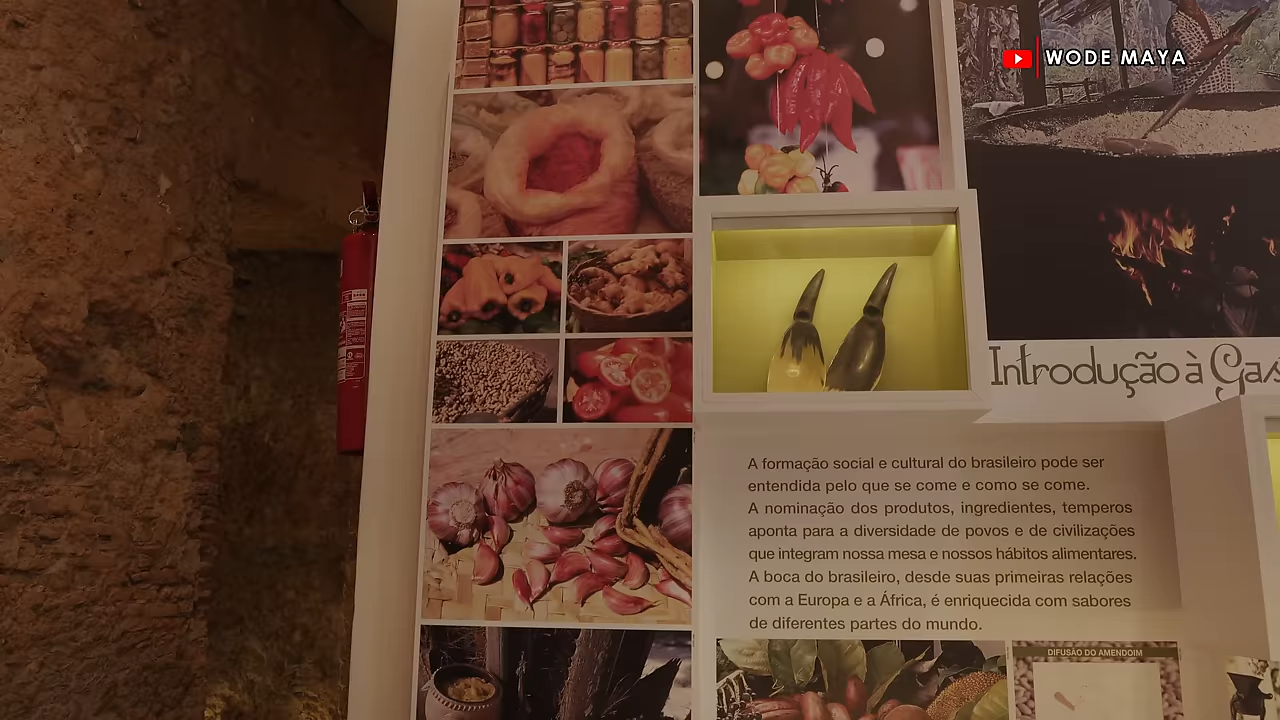 WODE MAYA
Introdução à Gas
A formação social e cultural do brasileiro pode ser
entendida pelo que se come e como se come.
A nominação dos produtos, ingredientes, temperos
aponta para a diversidade de povos e de civilizações
que integram nossa mesa e nossos hábitos alimentares.
A boca do brasileiro, desde suas primeiras relações
com a Europa e a África, é enriquecida com sabores
de diferentes partes do mundo.
DIFUSÃO DO AMENDOIM